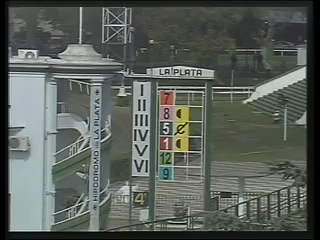 LA PLATA
I
II
III
IV
V
VI
7
8
5
1
12
9
4
HIPODROMO DE LA PLATA